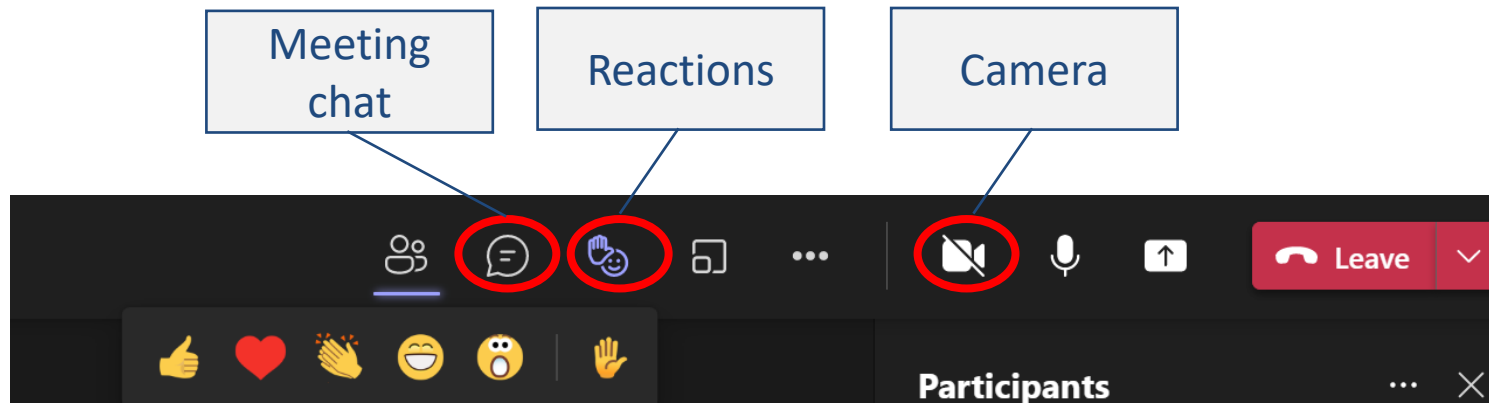 Meeting
chat
Reactions
Camera
Leave
Participants